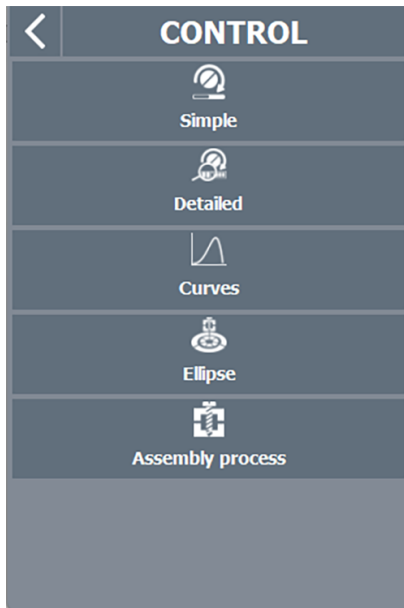 CONTROL
Simple
Detailed
Curves
Ellipse
Assembly process